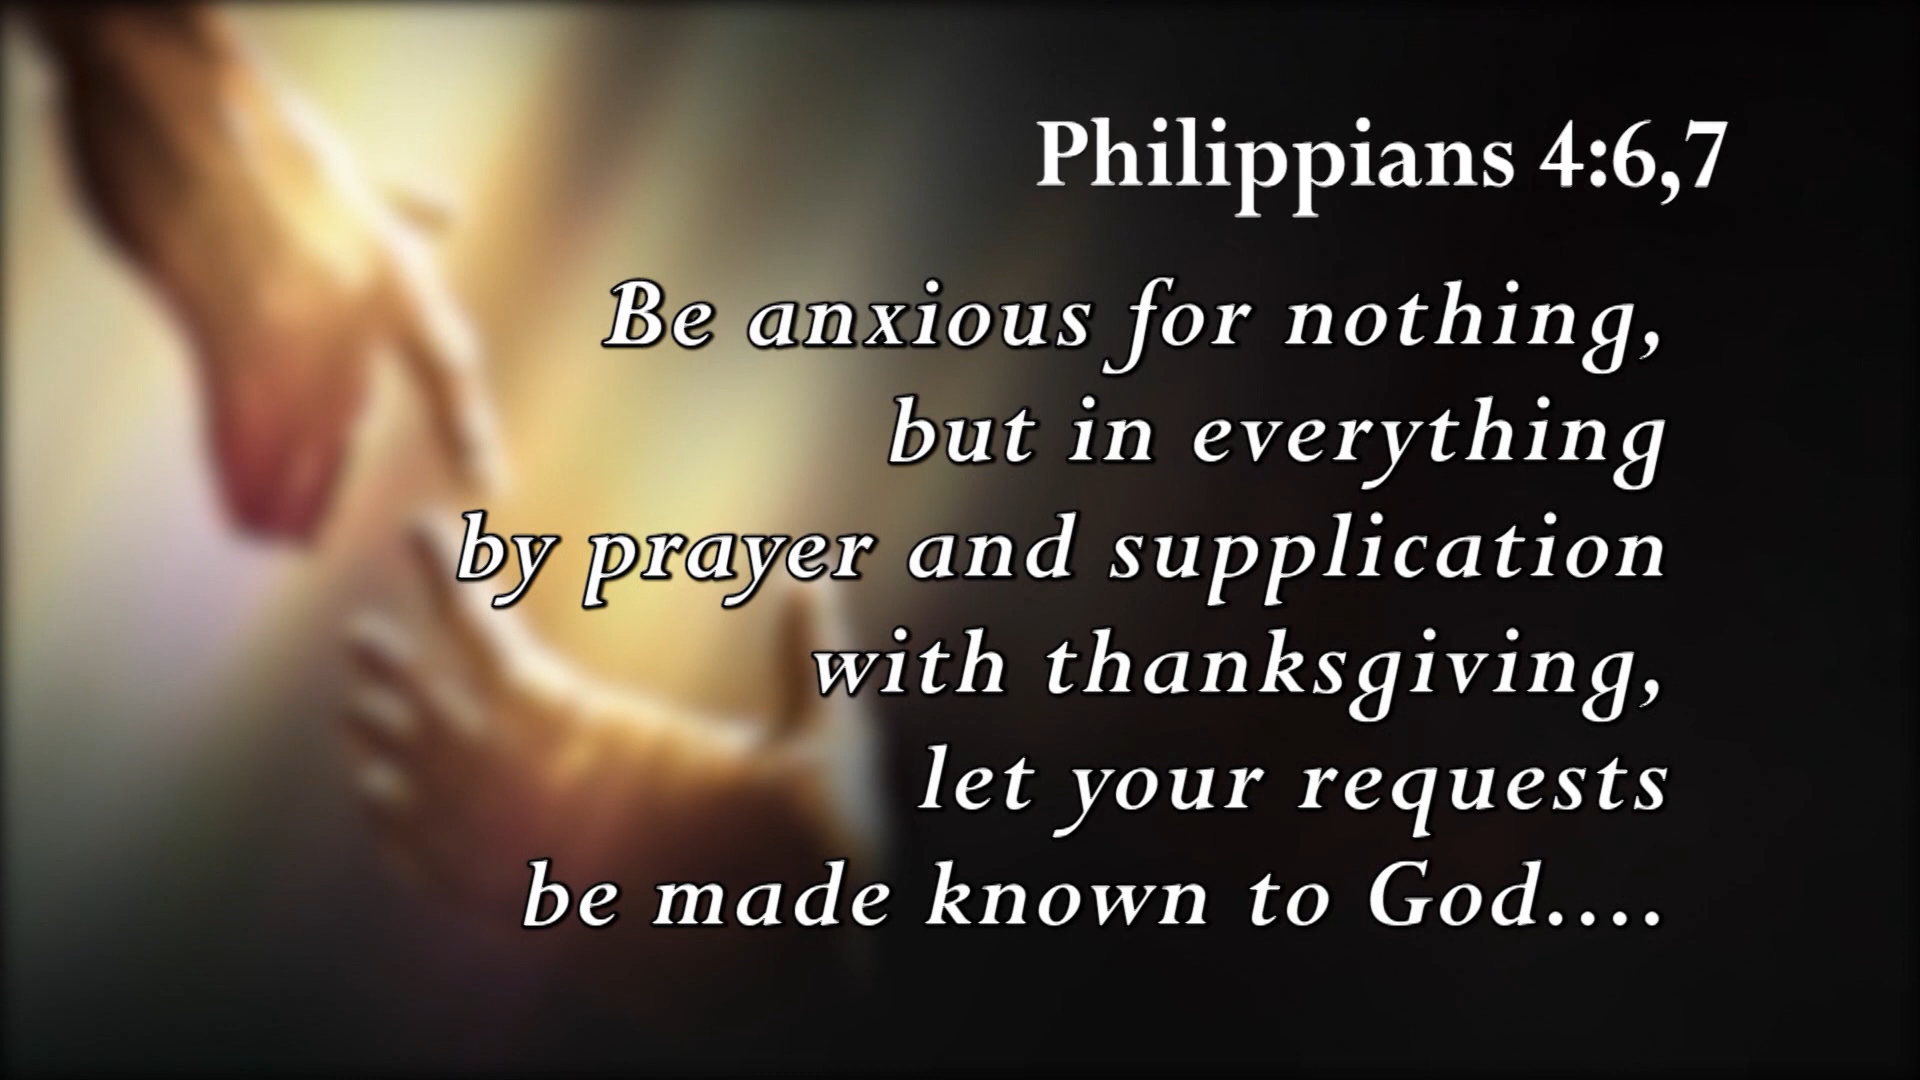 Philippians 4:6,7
Be anxious for nothing,
but in everything
by prayer and supplication
with thanksgiving,
let your requests
be made known to God....